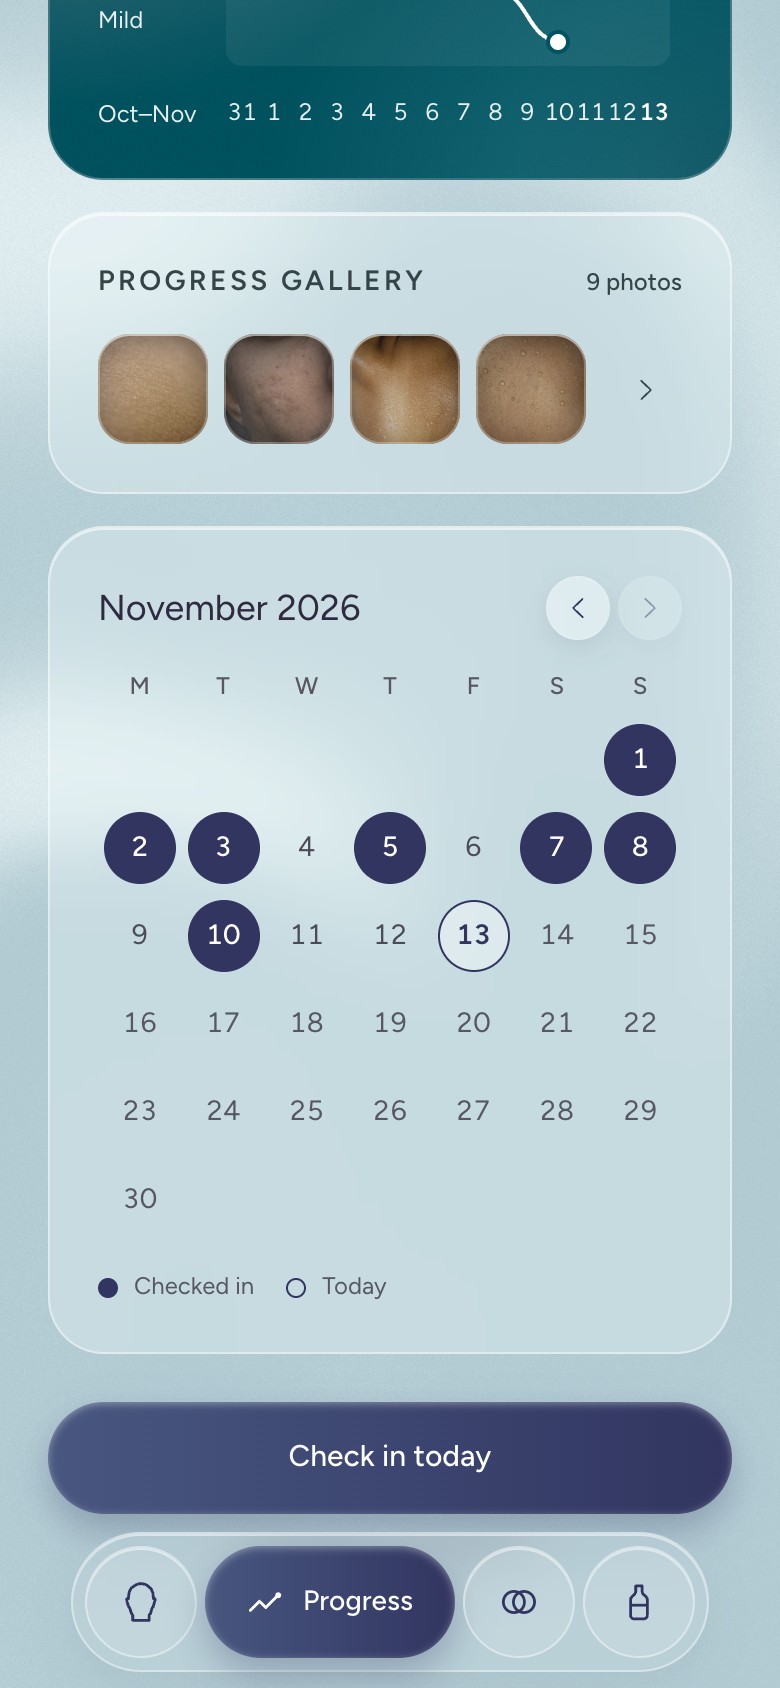 Mild
Oct–Nov 31 1 2 3 4 5 6 7 8 9 10 11 12 13
PROGRESS GALLERY 9 photos
November 2026
M T W T F S S
1
2 3 4 5 6 7 8
9 10 11 12 13 14 15
16 17 18 19 20 21 22
23 24 25 26 27 28 29
30
Checked in Today
Check in today
Progress